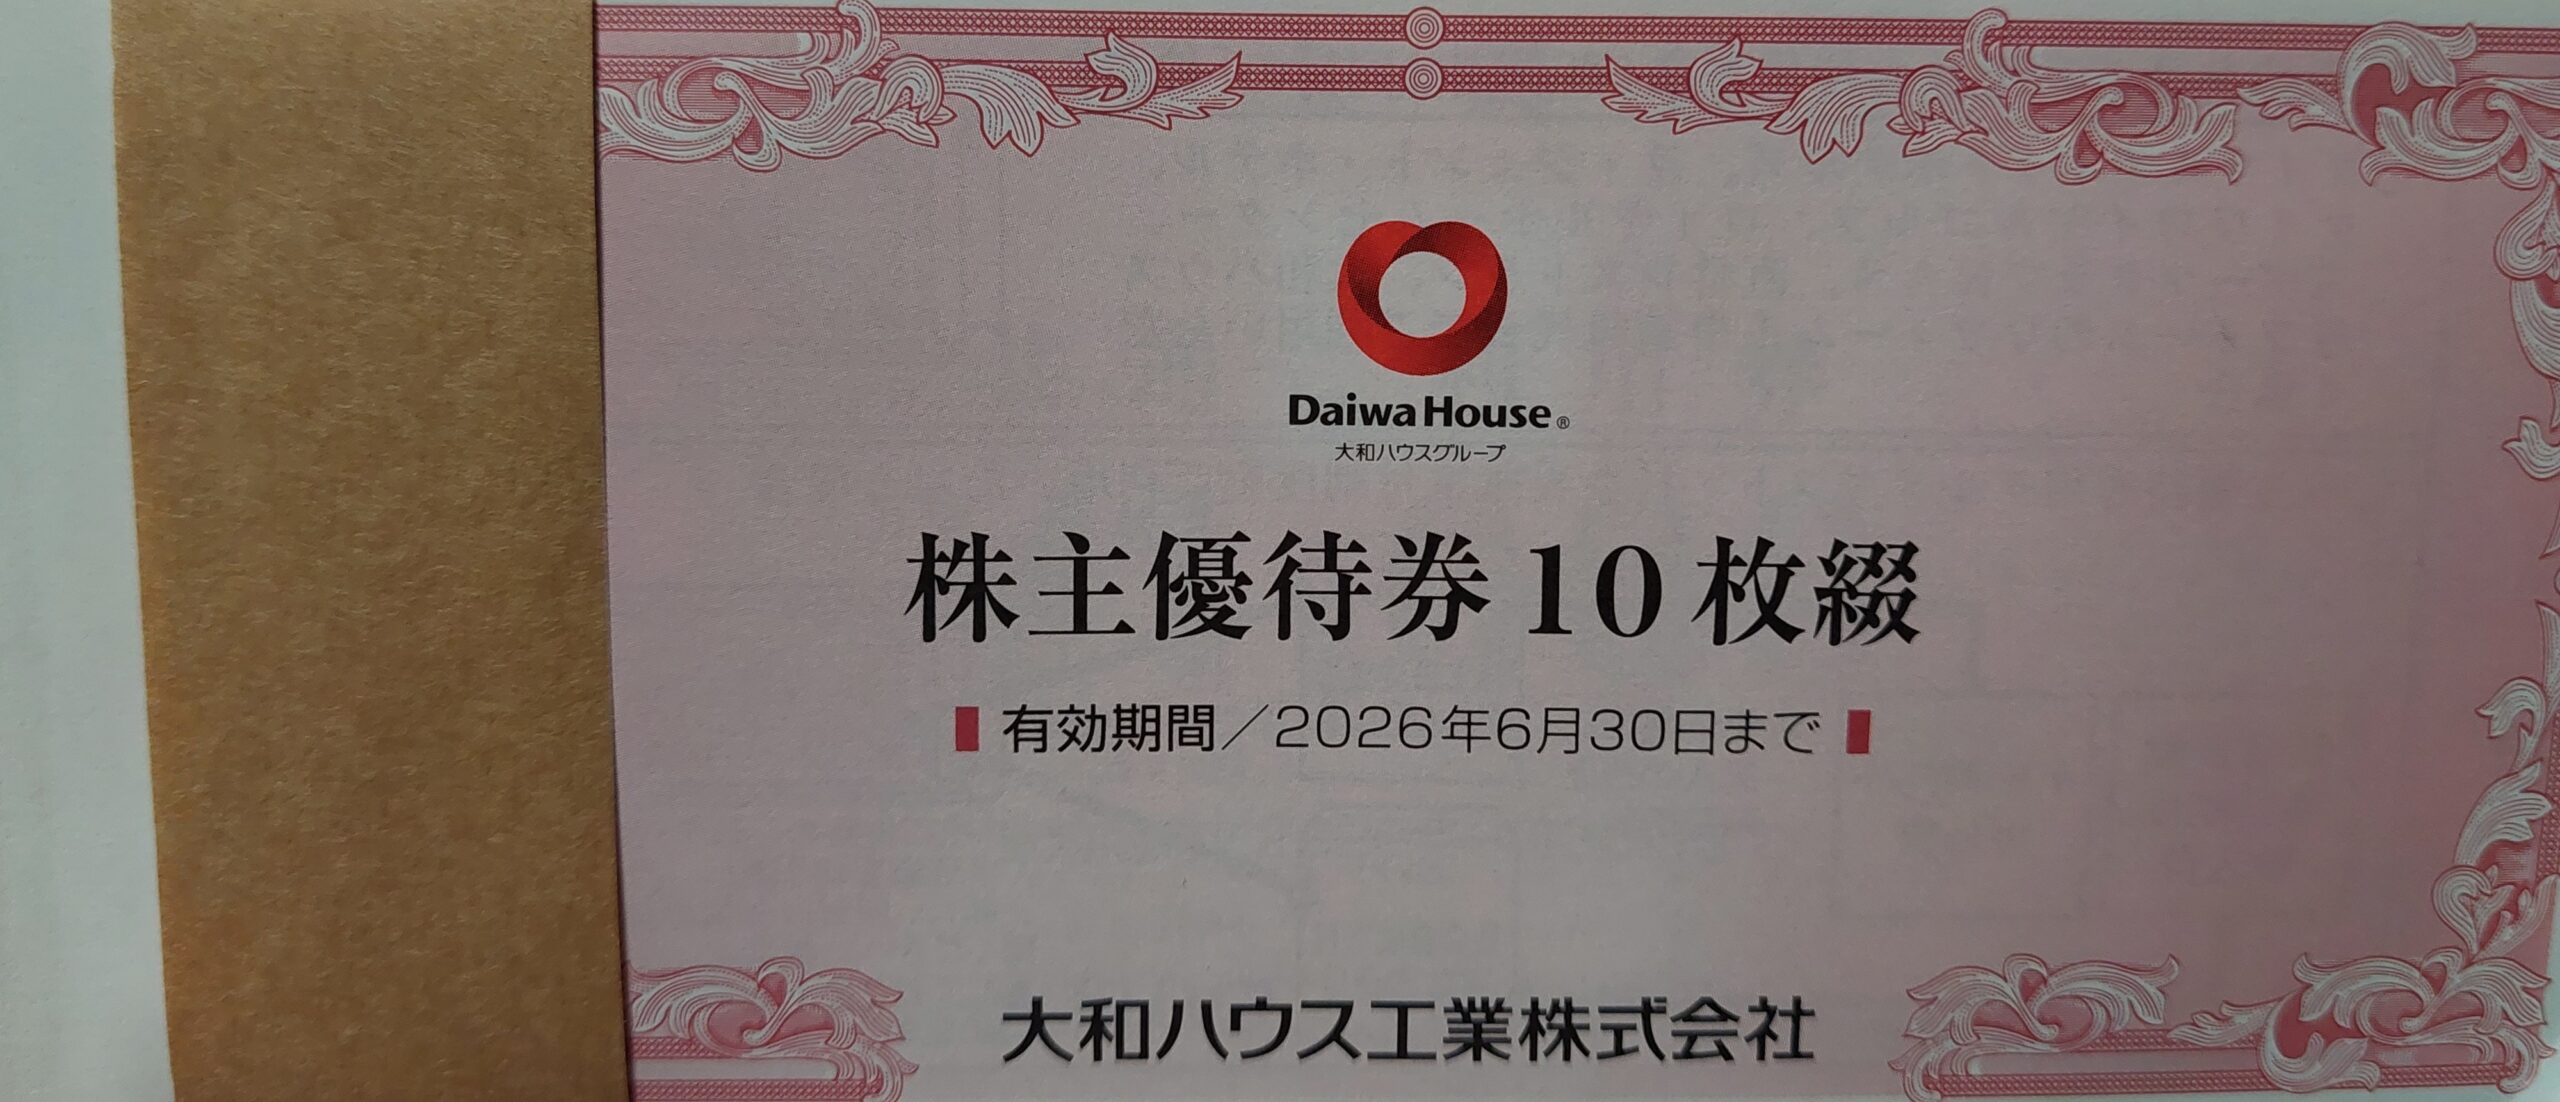 Daiwa House®
大和ハウスグループ
株主優待券10枚綴
有効期間／2026年6月30日まで
大和ハウス工業株式会社